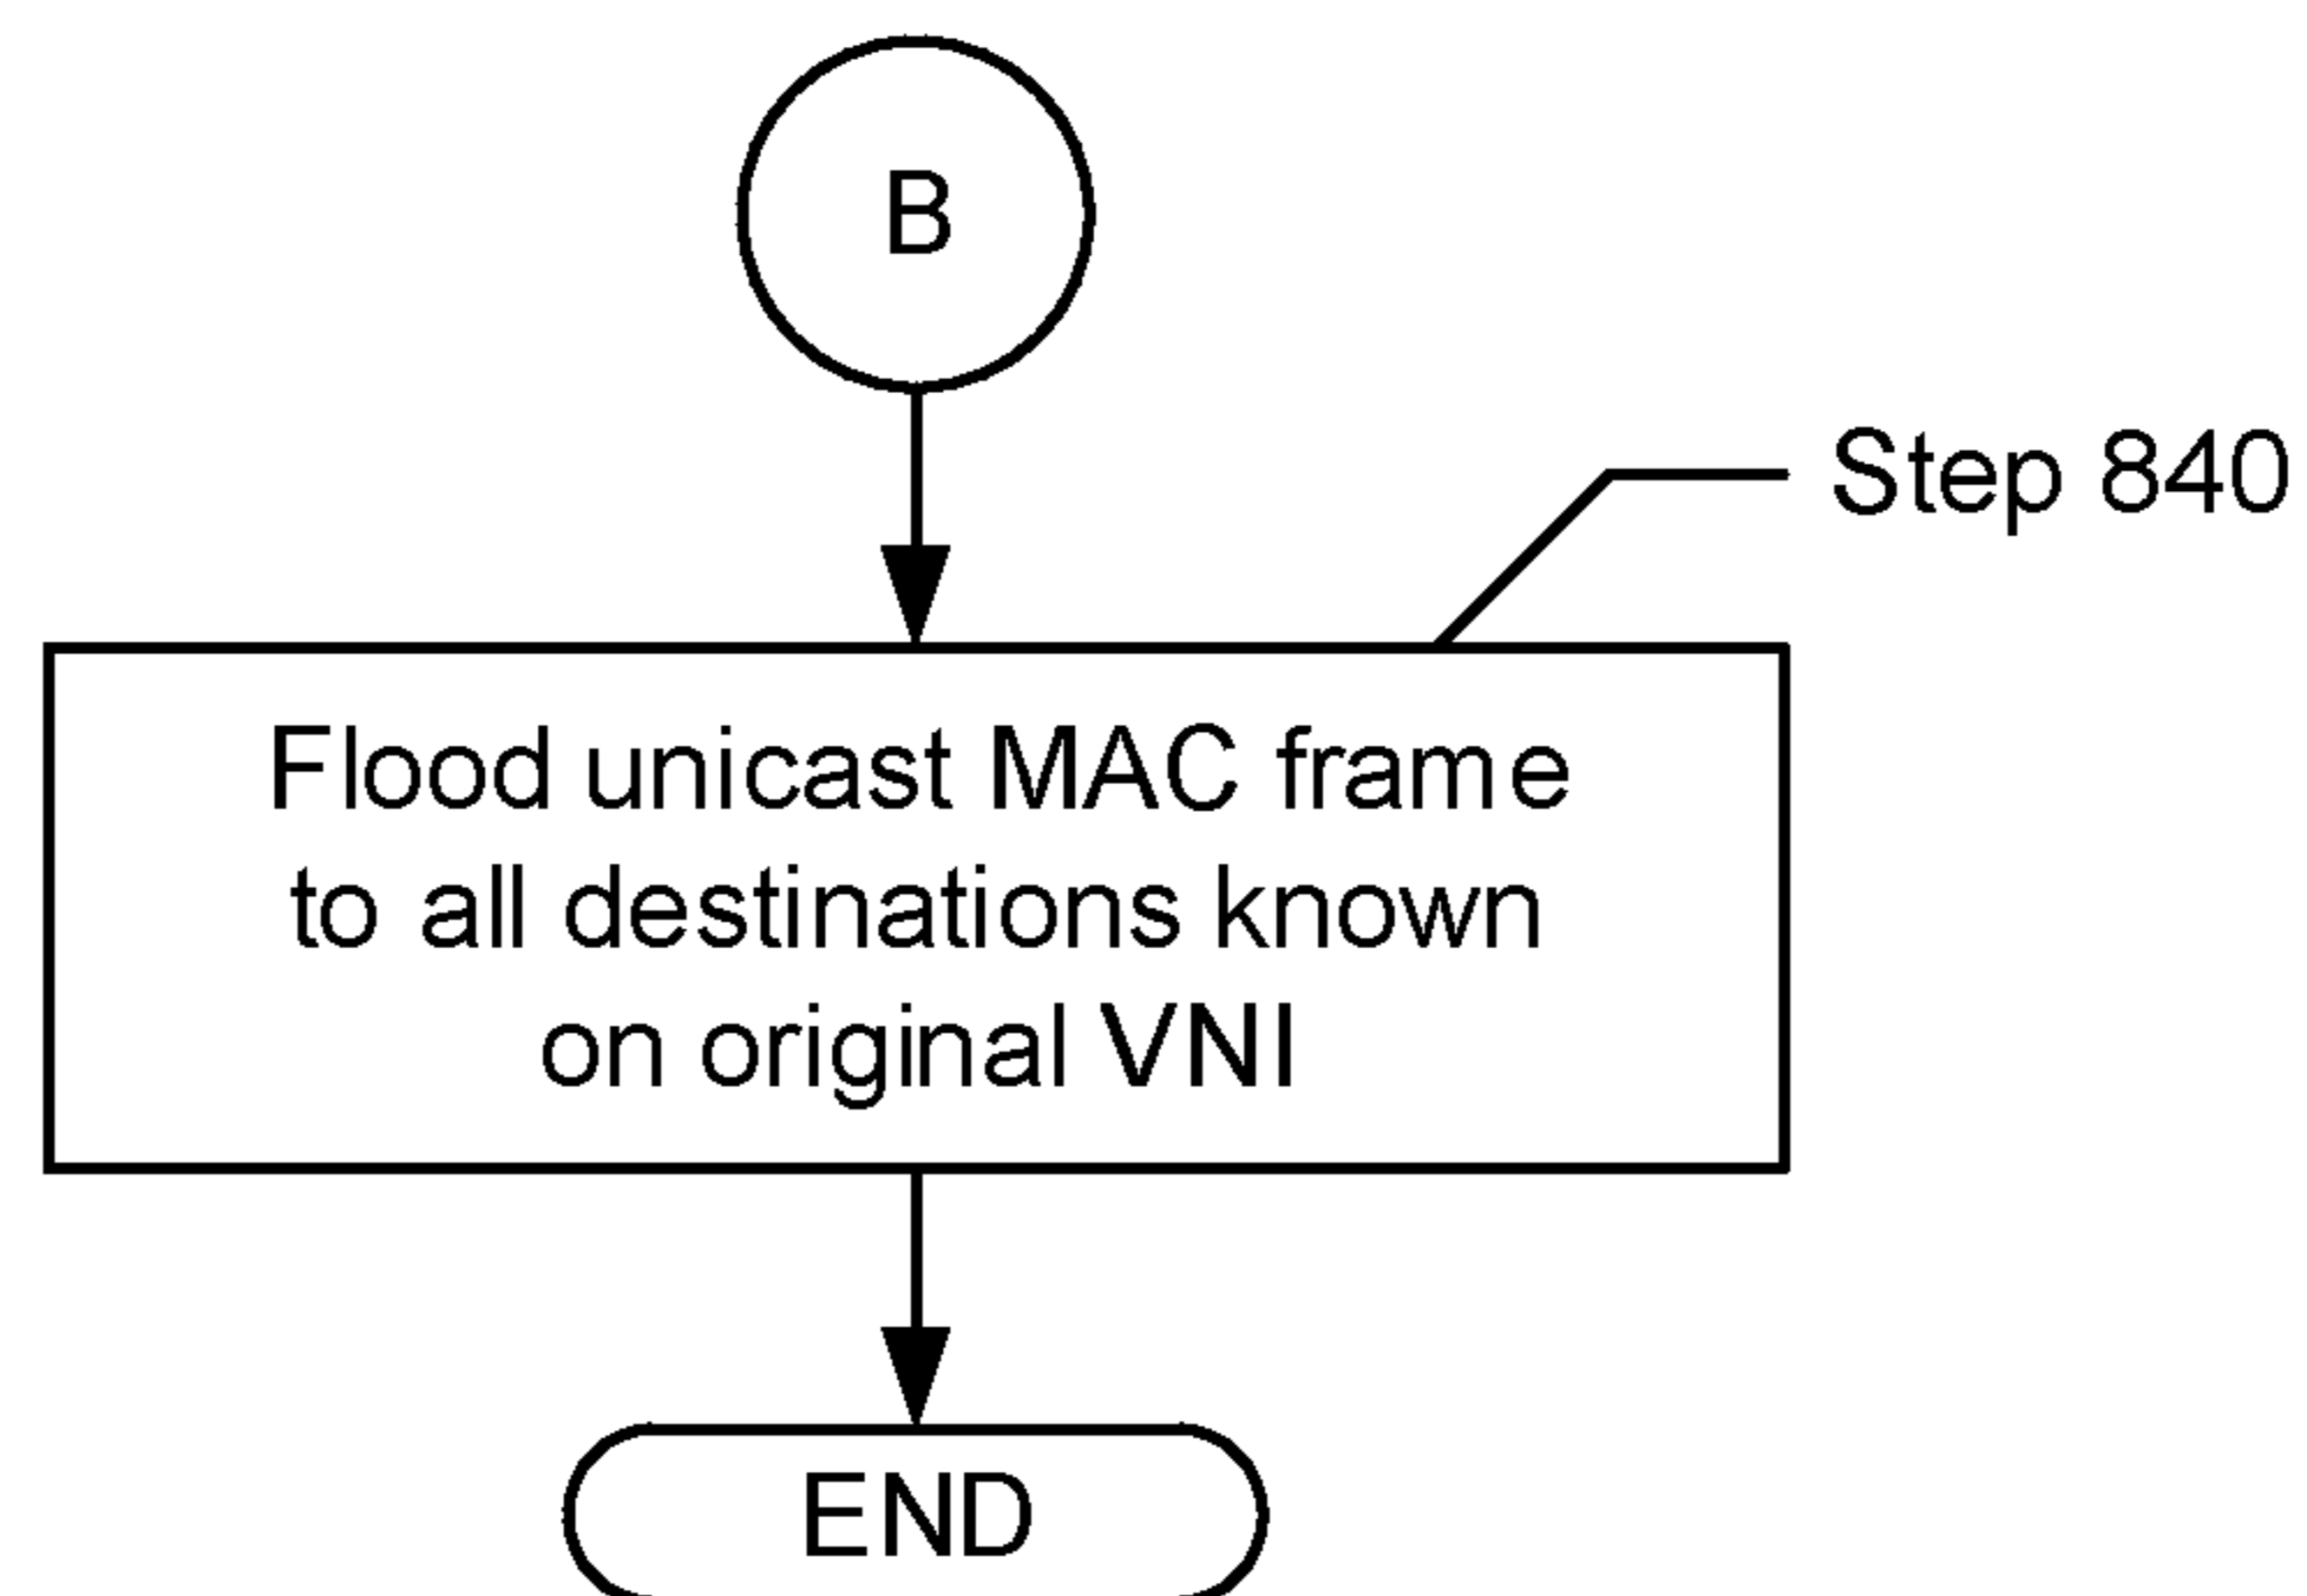 B
Step 840
Flood unicast MAC frame
to all destinations known
on original VNI
END